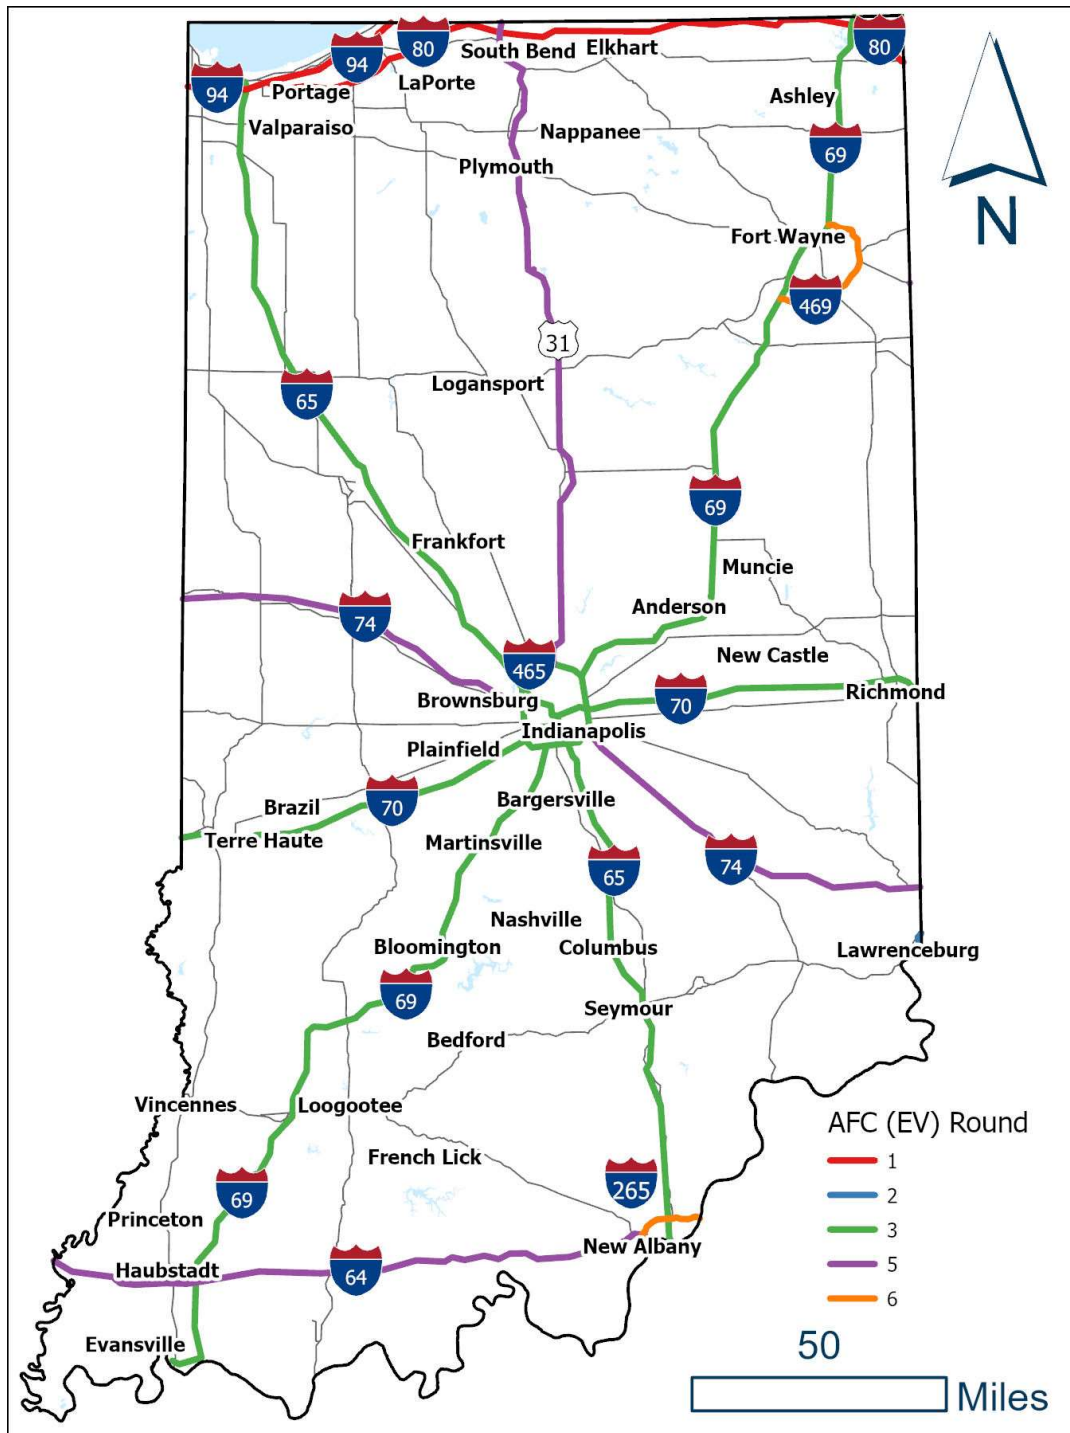 80
South Bend
Elkhart
80
94
94
LaPorte
Portage
Ashley
Valparaiso
Nappanee
69
Plymouth
N
Fort Wayne
469
31
Logansport
65
69
Frankfort
Muncie
Anderson
74
New Castle
465
Brownsburg
70
Richmond
Indianapolis
Plainfield
Bargersville
Brazil
70
Terre Haute
Martinsville
74
65
Nashville
Bloomington
Columbus
Lawrenceburg
69
Seymour
Bedford
Vincennes
Loogootee
AFC (EV) Round
1
French Lick
265
69
2
Princeton
3
New Albany
5
Haubstadt
64
6
Evansville
50
Miles